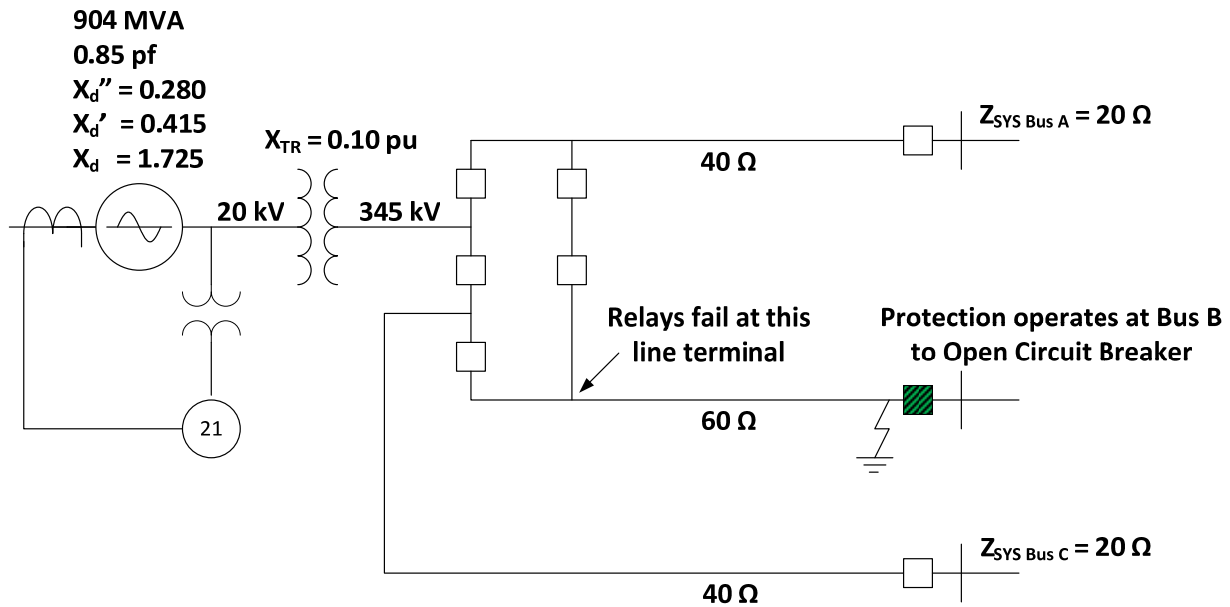 904 MVA
0.85 pf
Xd” = 0.280
Xd’ = 0.415
Xd = 1.725
XTR = 0.10 pu
20 kV
345 kV
21
40 Ω
ZSYS Bus A = 20 Ω
Relays fail at this
line terminal
Protection operates at Bus B
to Open Circuit Breaker
60 Ω
ZSYS Bus C = 20 Ω
40 Ω